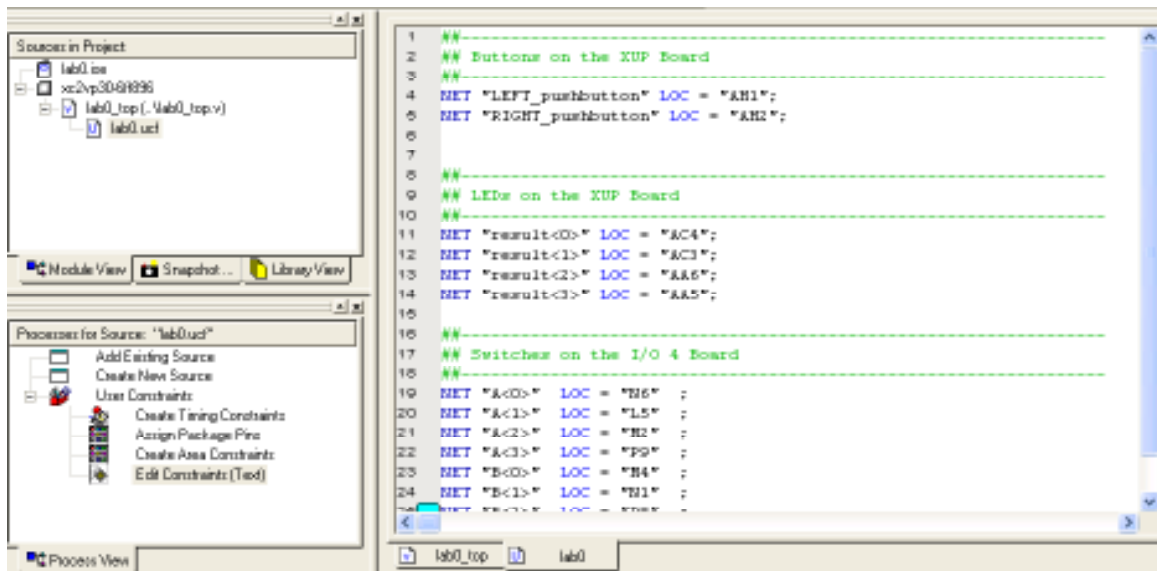 Sources in Project
lab0.ise
xc2vp30-6ff896
lab0_top (..\lab0_top.v)
lab0.ucf
Module View
Snapshot...
Library View
Processes for Source: "lab0.ucf"
Add Existing Source
Create New Source
User Constraints
Create Timing Constraints
Assign Package Pins
Create Area Constraints
Edit Constraints (Text)
Process View
1 ##--------------------------------------------------------------------------------
2 ## Buttons on the XUP Board
3 ##--------------------------------------------------------------------------------
4 NET "LEFT_pushbutton" LOC = "AH1";
5 NET "RIGHT_pushbutton" LOC = "AH2";
6
7
8 ##--------------------------------------------------------------------------------
9 ## LEDs on the XUP Board
10 ##--------------------------------------------------------------------------------
11 NET "result<0>" LOC = "AC4";
12 NET "result<1>" LOC = "AC3";
13 NET "result<2>" LOC = "AA6";
14 NET "result<3>" LOC = "AA5";
15
16 ##--------------------------------------------------------------------------------
17 ## Switches on the I/O 4 Board
18 ##--------------------------------------------------------------------------------
19 NET "A<0>" LOC = "N6" ;
20 NET "A<1>" LOC = "L5" ;
21 NET "A<2>" LOC = "M2" ;
22 NET "A<3>" LOC = "P9" ;
23 NET "B<0>" LOC = "M4" ;
24 NET "B<1>" LOC = "N1" ;
lab0_top
lab0